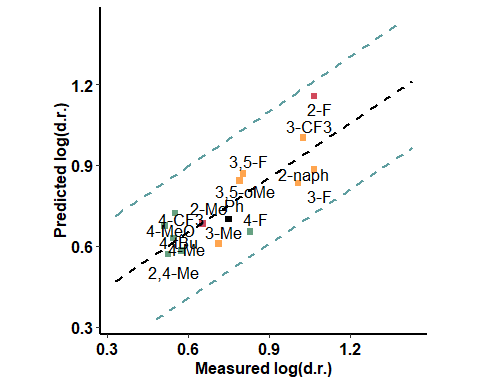 1.2
0.9
0.6
0.3
Predicted log(d.r.)
2-F
3-CF3
3,5-F
2-naph
3,5-oMe
3-F
Ph
2-Me
4-CF3
4-F
4-MeO
3-Me
4-tBu
4-Me
2,4-Me
0.3 0.6 0.9 1.2
Measured log(d.r.)